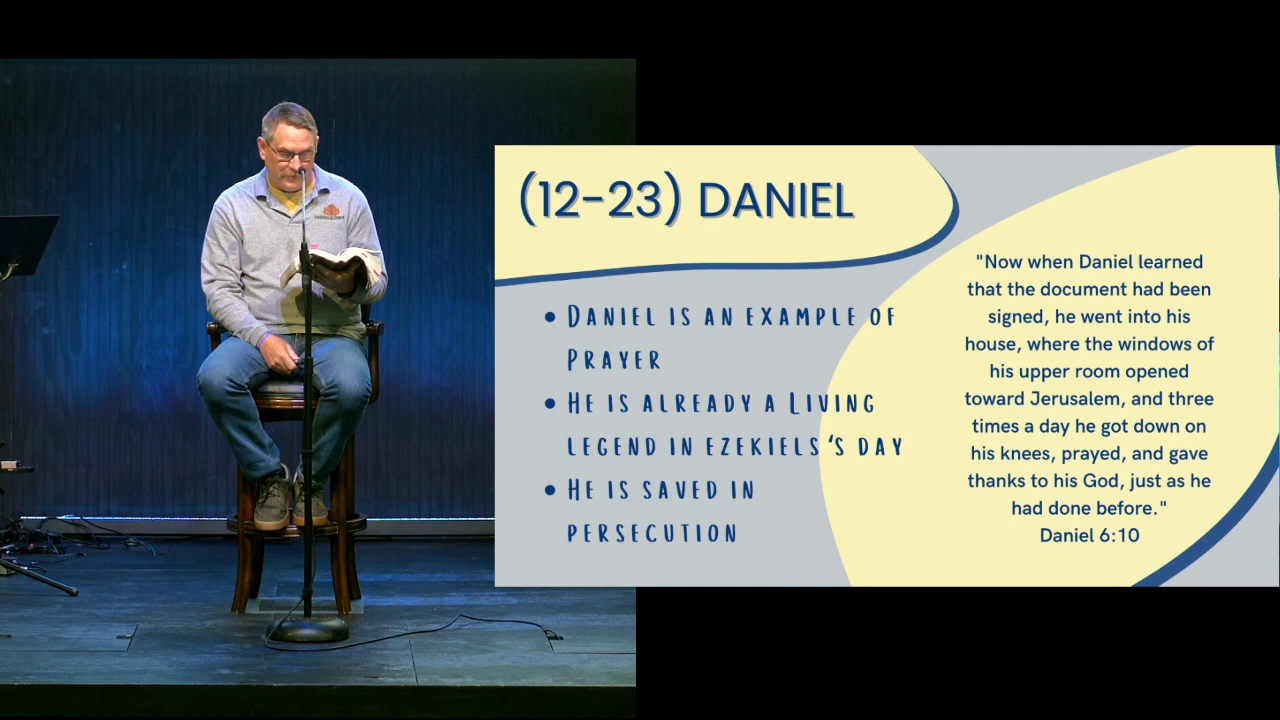 (12-23) DANIEL
• DANIEL IS AN EXAMPLE OF
PRAYER
• HE IS ALREADY A LIVING
LEGEND IN EZEKIELS'S DAY
• HE IS SAVED IN
PERSECUTION
"Now when Daniel learned
that the document had been
signed, he went into his
house, where the windows of
his upper room opened
toward Jerusalem, and three
times a day he got down on
his knees, prayed, and gave
thanks to his God, just as he
had done before."
Daniel 6:10